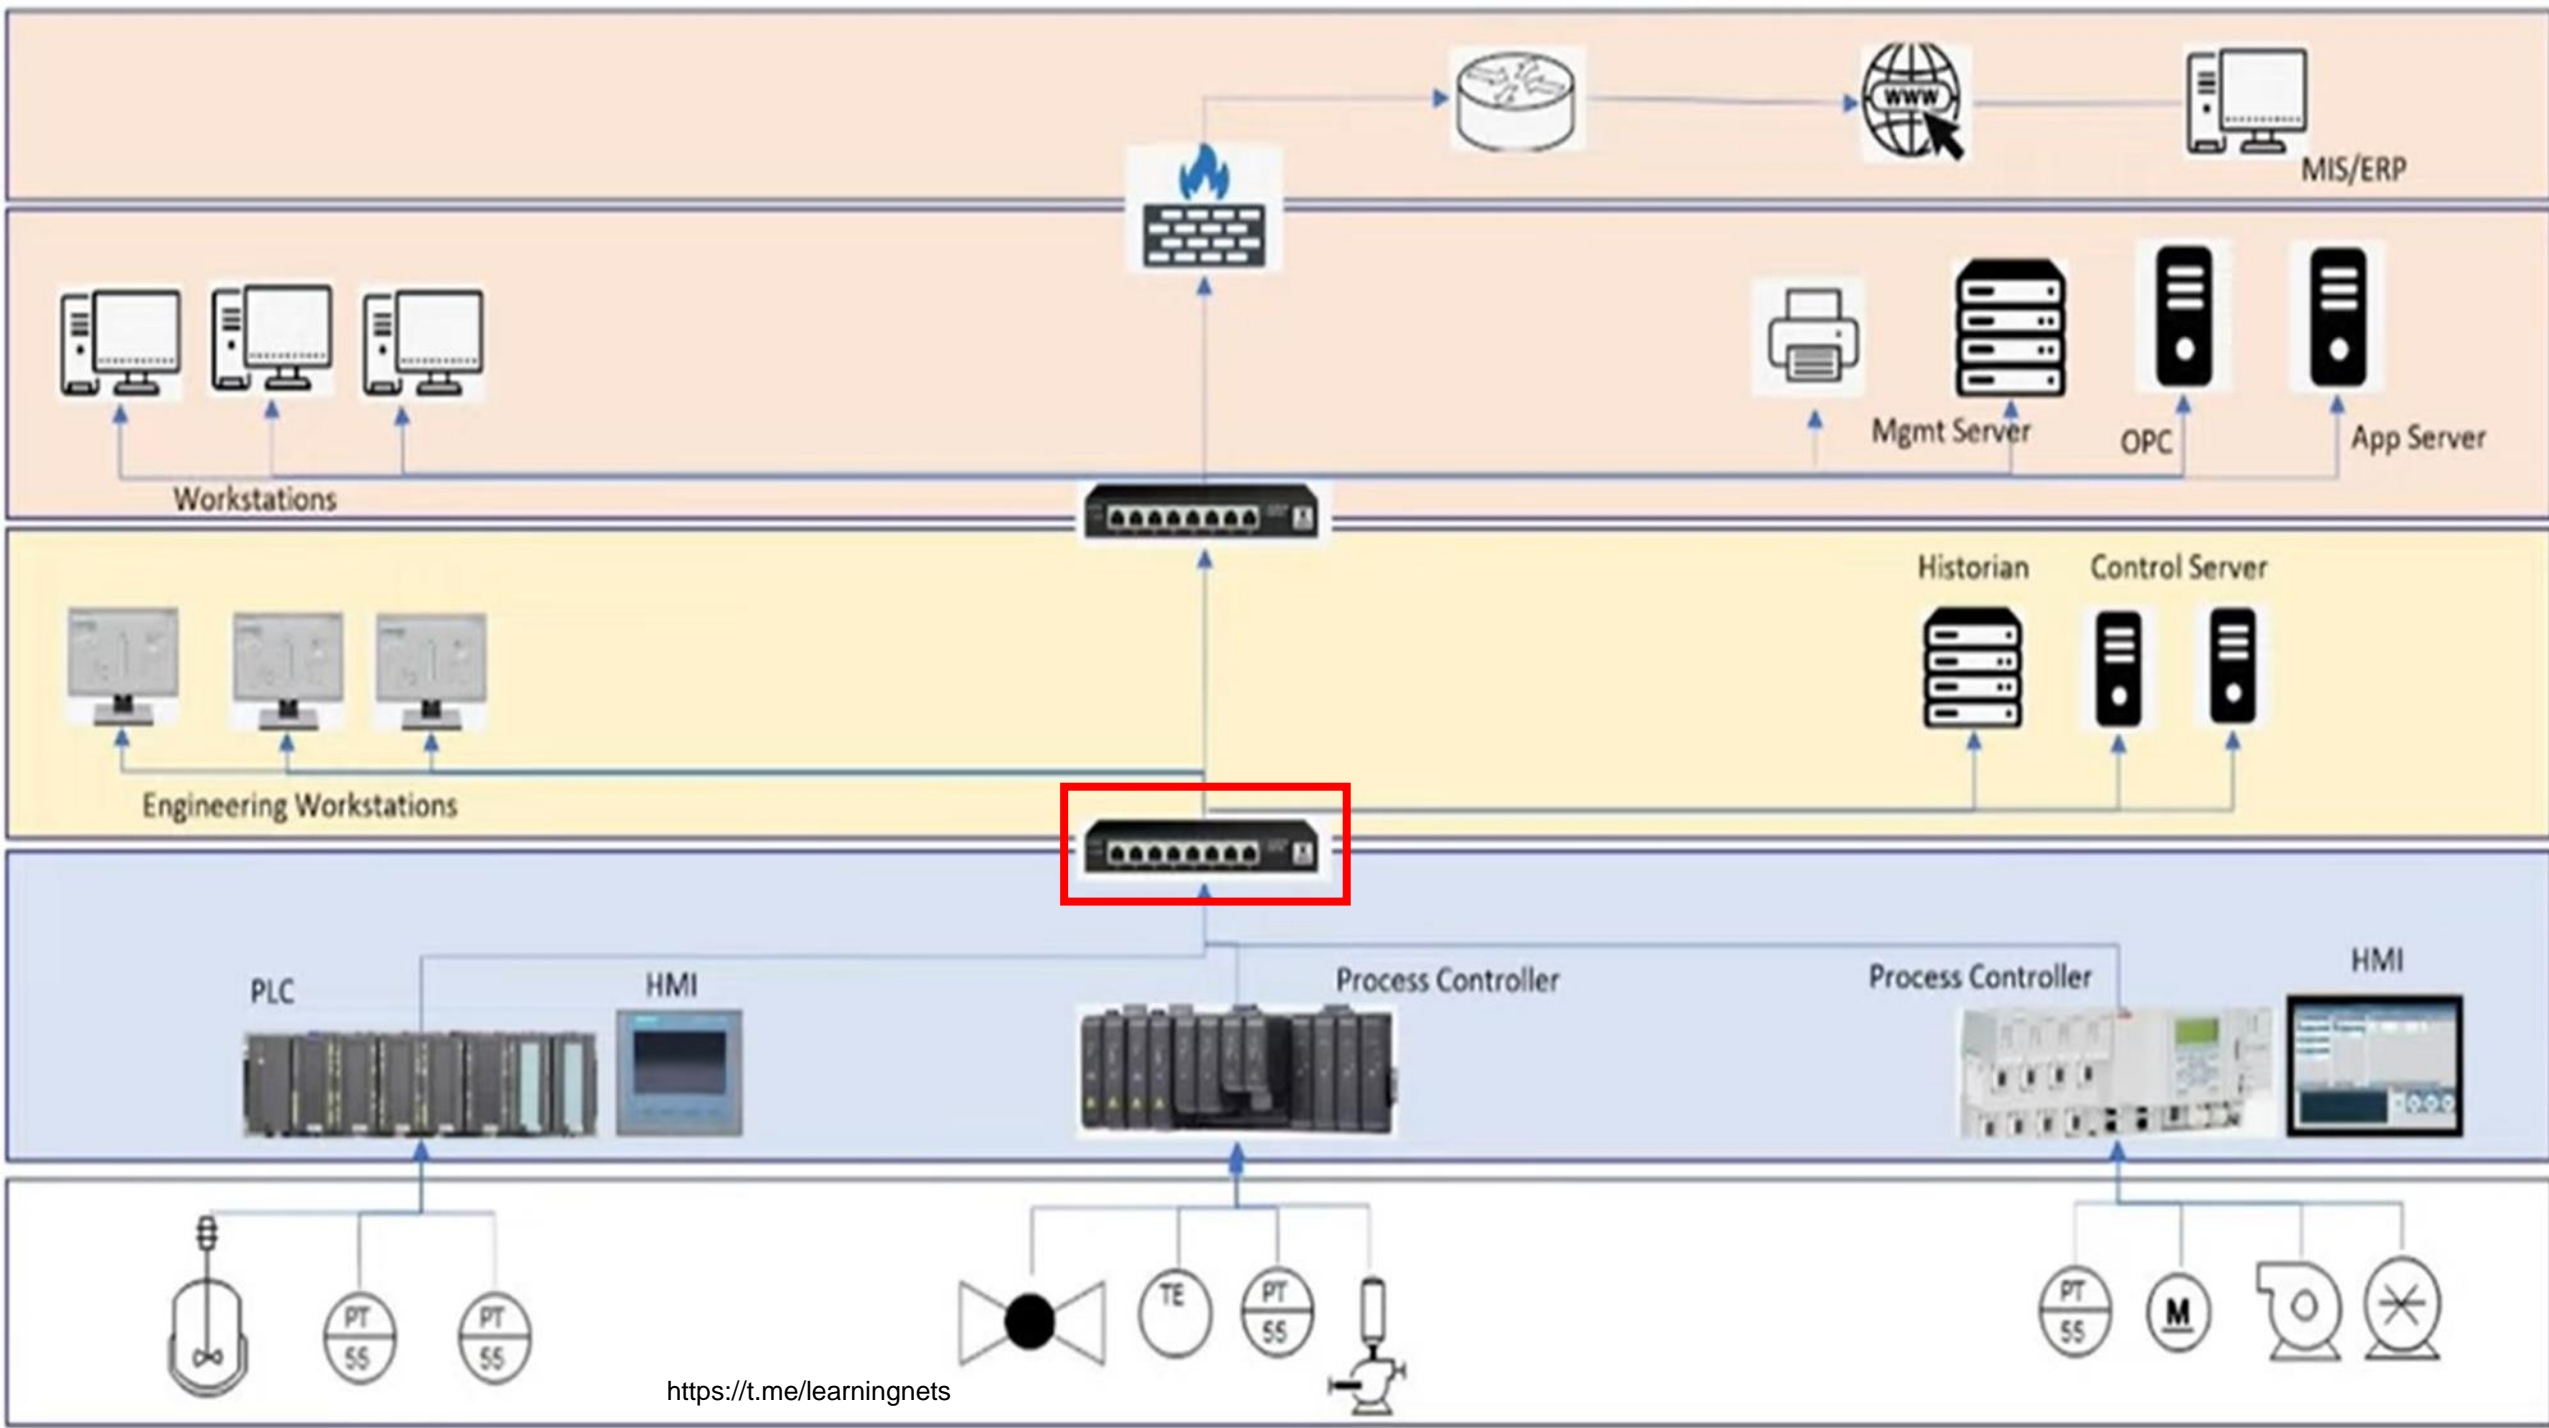 WWW
MIS/ERP
Mgmt Server
OPC
App Server
Workstations
Historian
Control Server
Engineering Workstations
PLC
HMI
Process Controller
Process Controller
HMI
PT
55
PT
55
TE
PT
55
PT
55
M
https://t.me/learningnets